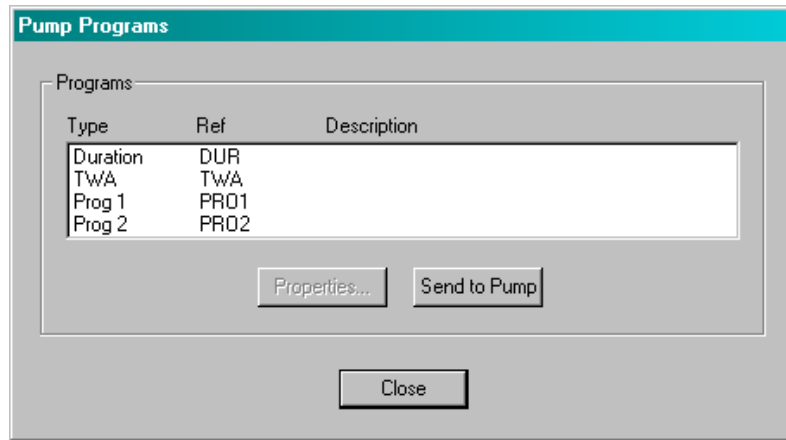 Pump Programs
Programs
Type Ref Description
Duration DUR
TWA TWA
Prog 1 PRO1
Prog 2 PRO2
Properties... Send to Pump
Close